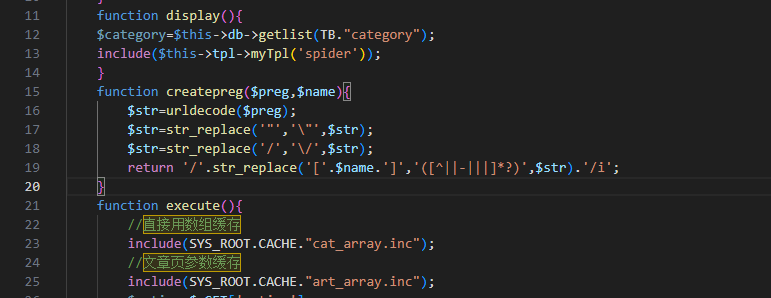 11 function display(){
12 $category=$this->db->getlist(TB."category");
13 include($this->tpl->myTpl('spider'));
14 }
15 function createpreg($preg,$name){
16 $str=urldecode($preg);
17 $str=str_replace('"','\"',$str);
18 $str=str_replace('/','\/',$str);
19 return '/'.str_replace('['.$name.']','([^||-|||]*?)',$str).'/i';
20 }
21 function execute(){
22 //直接用数组缓存
23 include(SYS_ROOT.CACHE."cat_array.inc");
24 //文章页参数缓存
25 include(SYS_ROOT.CACHE."art_array.inc");